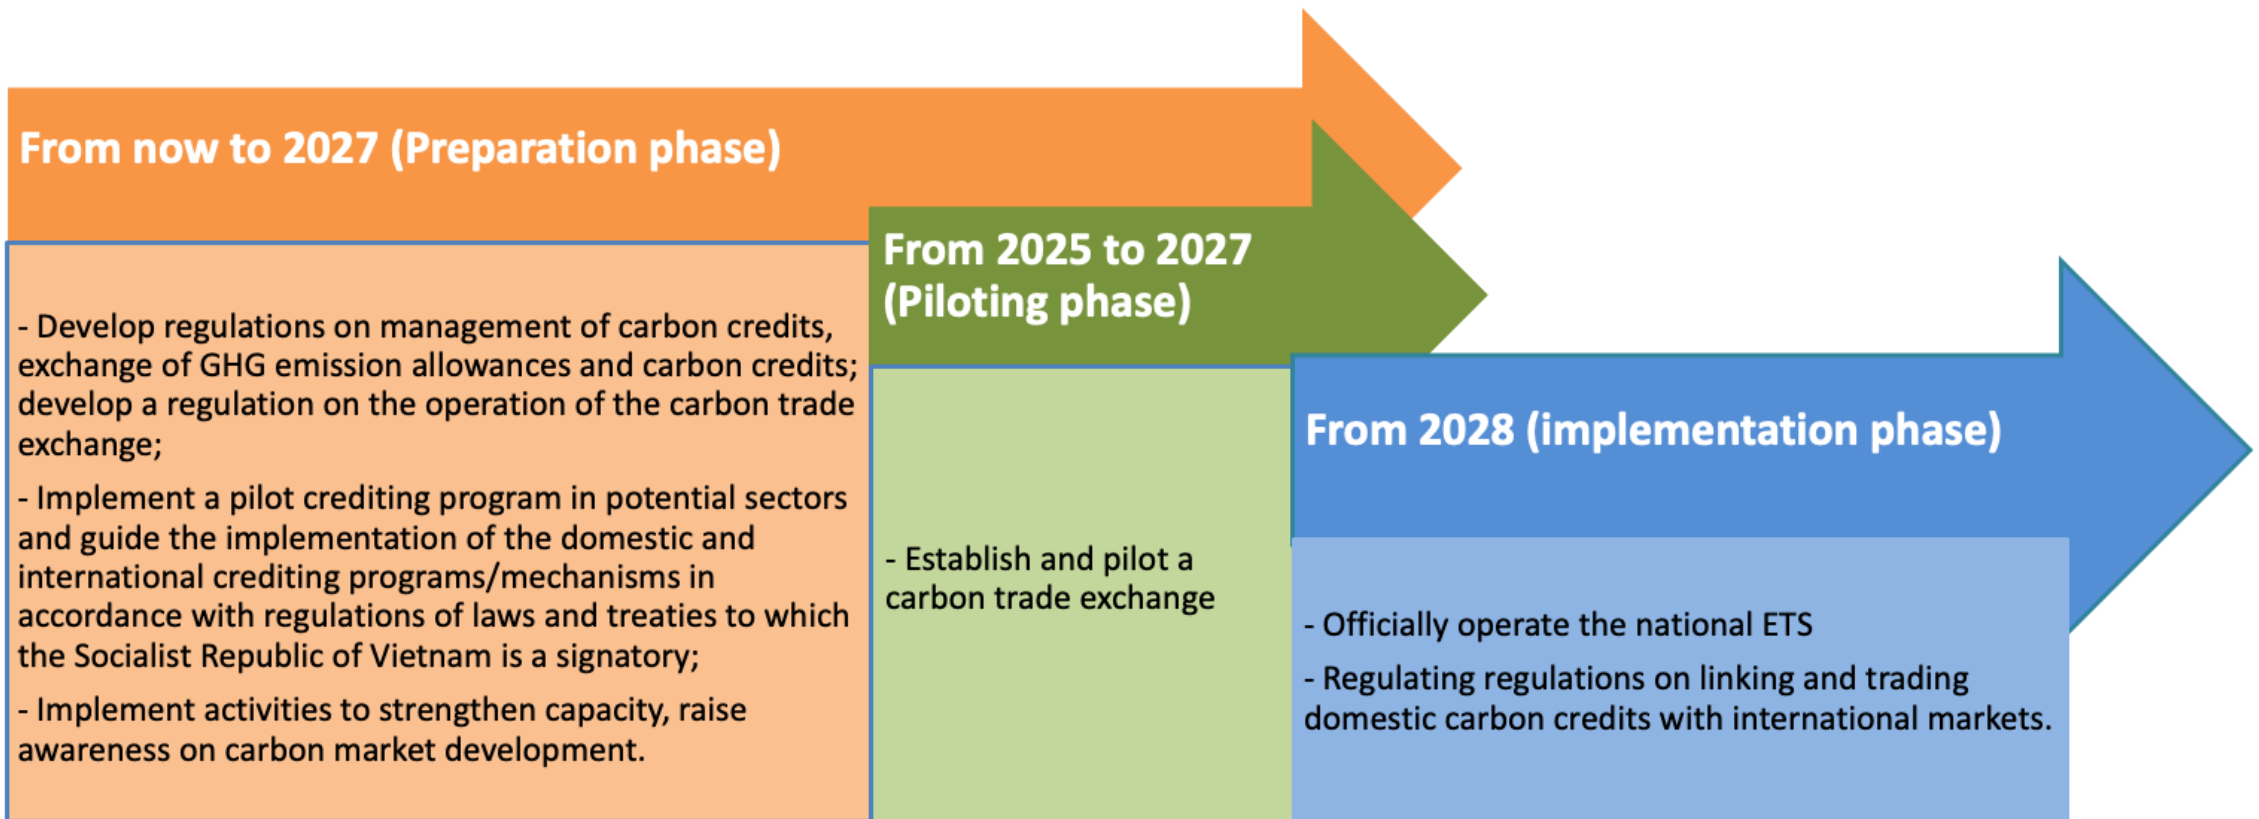 From now to 2027 (Preparation phase)
- Develop regulations on management of carbon credits,
exchange of GHG emission allowances and carbon credits;
develop a regulation on the operation of the carbon trade
exchange;
- Implement a pilot crediting program in potential sectors
and guide the implementation of the domestic and
international crediting programs/mechanisms in
accordance with regulations of laws and treaties to which
the Socialist Republic of Vietnam is a signatory;
- Implement activities to strengthen capacity, raise
awareness on carbon market development.
From 2025 to 2027
(Piloting phase)
- Establish and pilot a
carbon trade exchange
From 2028 (implementation phase)
- Officially operate the national ETS
- Regulating regulations on linking and trading
domestic carbon credits with international markets.